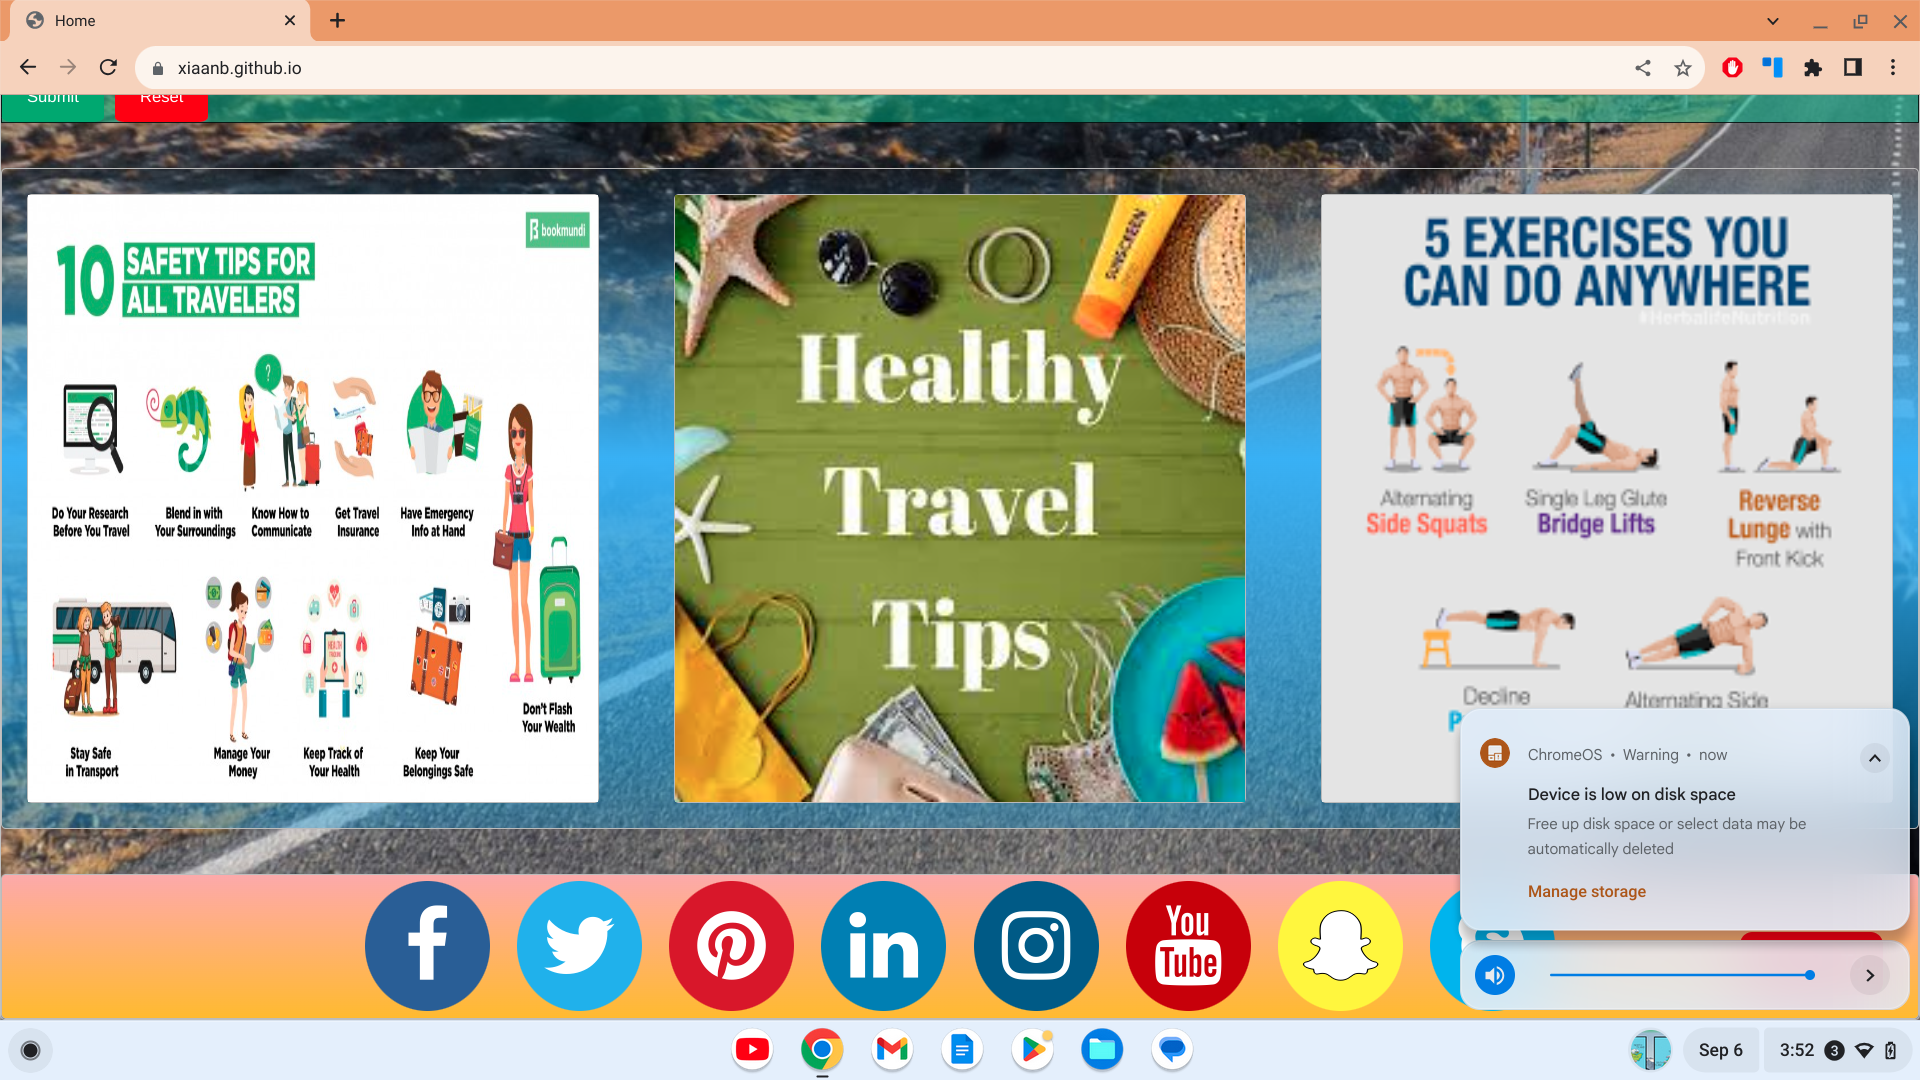 Home
xiaanb.github.io
Submit
Reset
bookmundi
10
SAFETY TIPS FOR
ALL TRAVELERS
?
Do Your Research
Before You Travel
Blend in with
Your Surroundings
Know How to
Communicate
Get Travel
Insurance
Have Emergency
Info at Hand
Stay Safe
in Transport
Manage Your
Money
Keep Track of
Your Health
Keep Your
Belongings Safe
Don't Flash
Your Wealth
SUNSCREEN
Healthy
Travel
Tips
5 EXERCISES YOU
CAN DO ANYWHERE
#HerbalifeNutrition
Alternating
Side Squats
Single Leg Glute
Bridge Lifts
Reverse
Lunge with
Front Kick
Decline
P
Alternating Side
ChromeOS • Warning • now
Device is low on disk space
Free up disk space or select data may be
automatically deleted
Manage storage
f
in
You
Tube
Sep 6
3:52
3